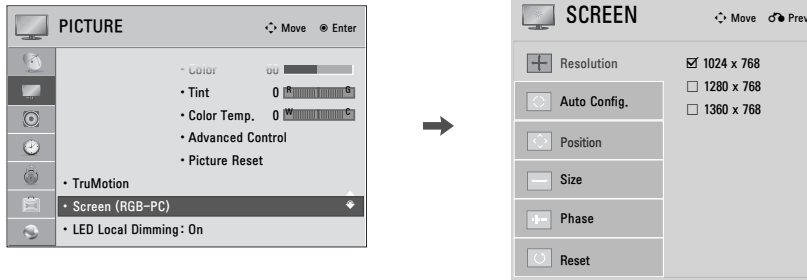 PICTURE
Move Enter
• Color 60
• Tint 0 R G
• Color Temp. 0 W C
• Advanced Control
• Picture Reset
• TruMotion
• Screen (RGB-PC)
• LED Local Dimming: On
SCREEN
Move Prev
Resolution
Auto Config.
Position
Size
Phase
Reset
☑ 1024 x 768
☐ 1280 x 768
☐ 1360 x 768